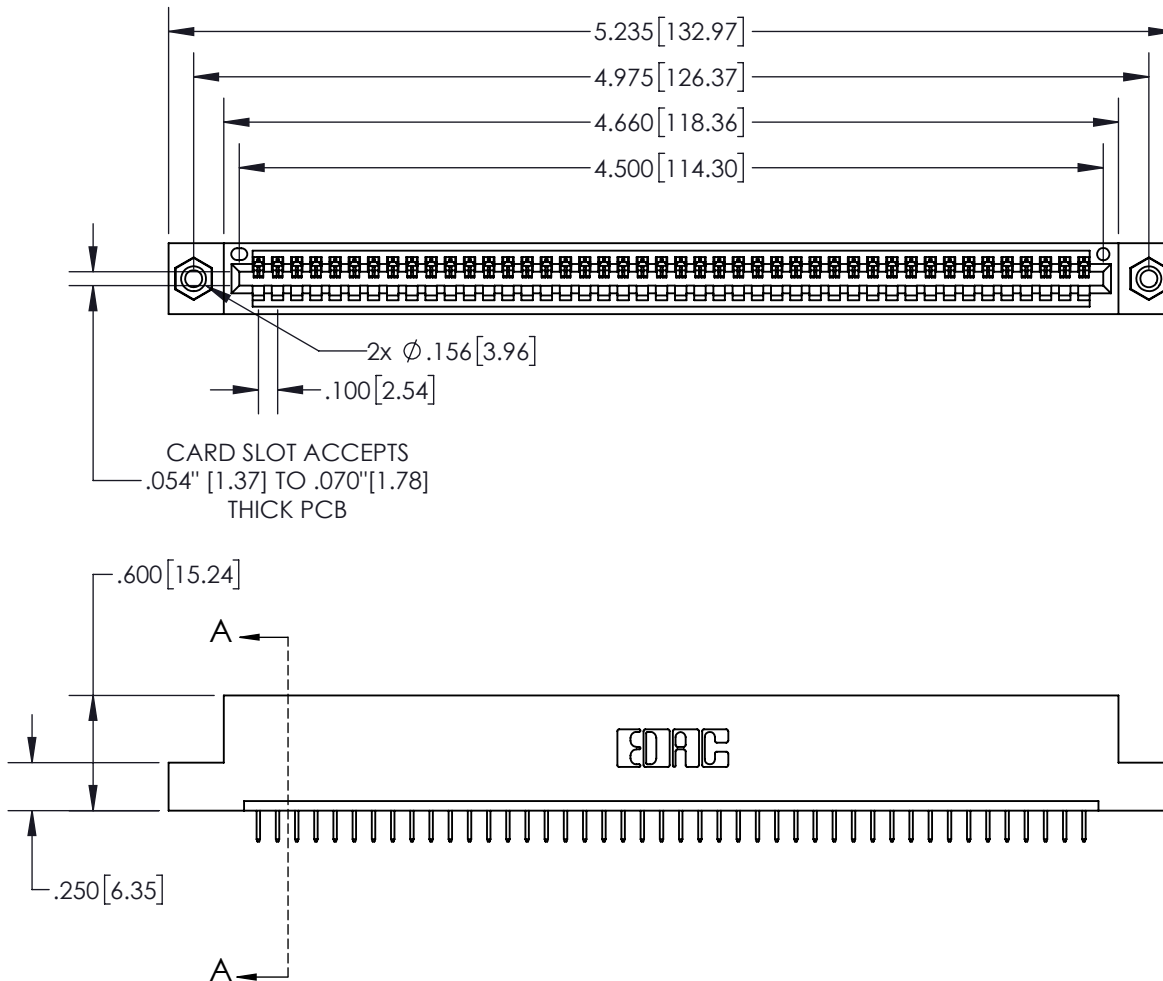 5.235[132.97]
4.975[126.37]
4.660[118.36]
4.500[114.30]
2x Ø.156[3.96]
.100[2.54]
CARD SLOT ACCEPTS
.054" [1.37] TO .070"[1.78]
THICK PCB
.600[15.24]
A
EDAC
.250[6.35]
A